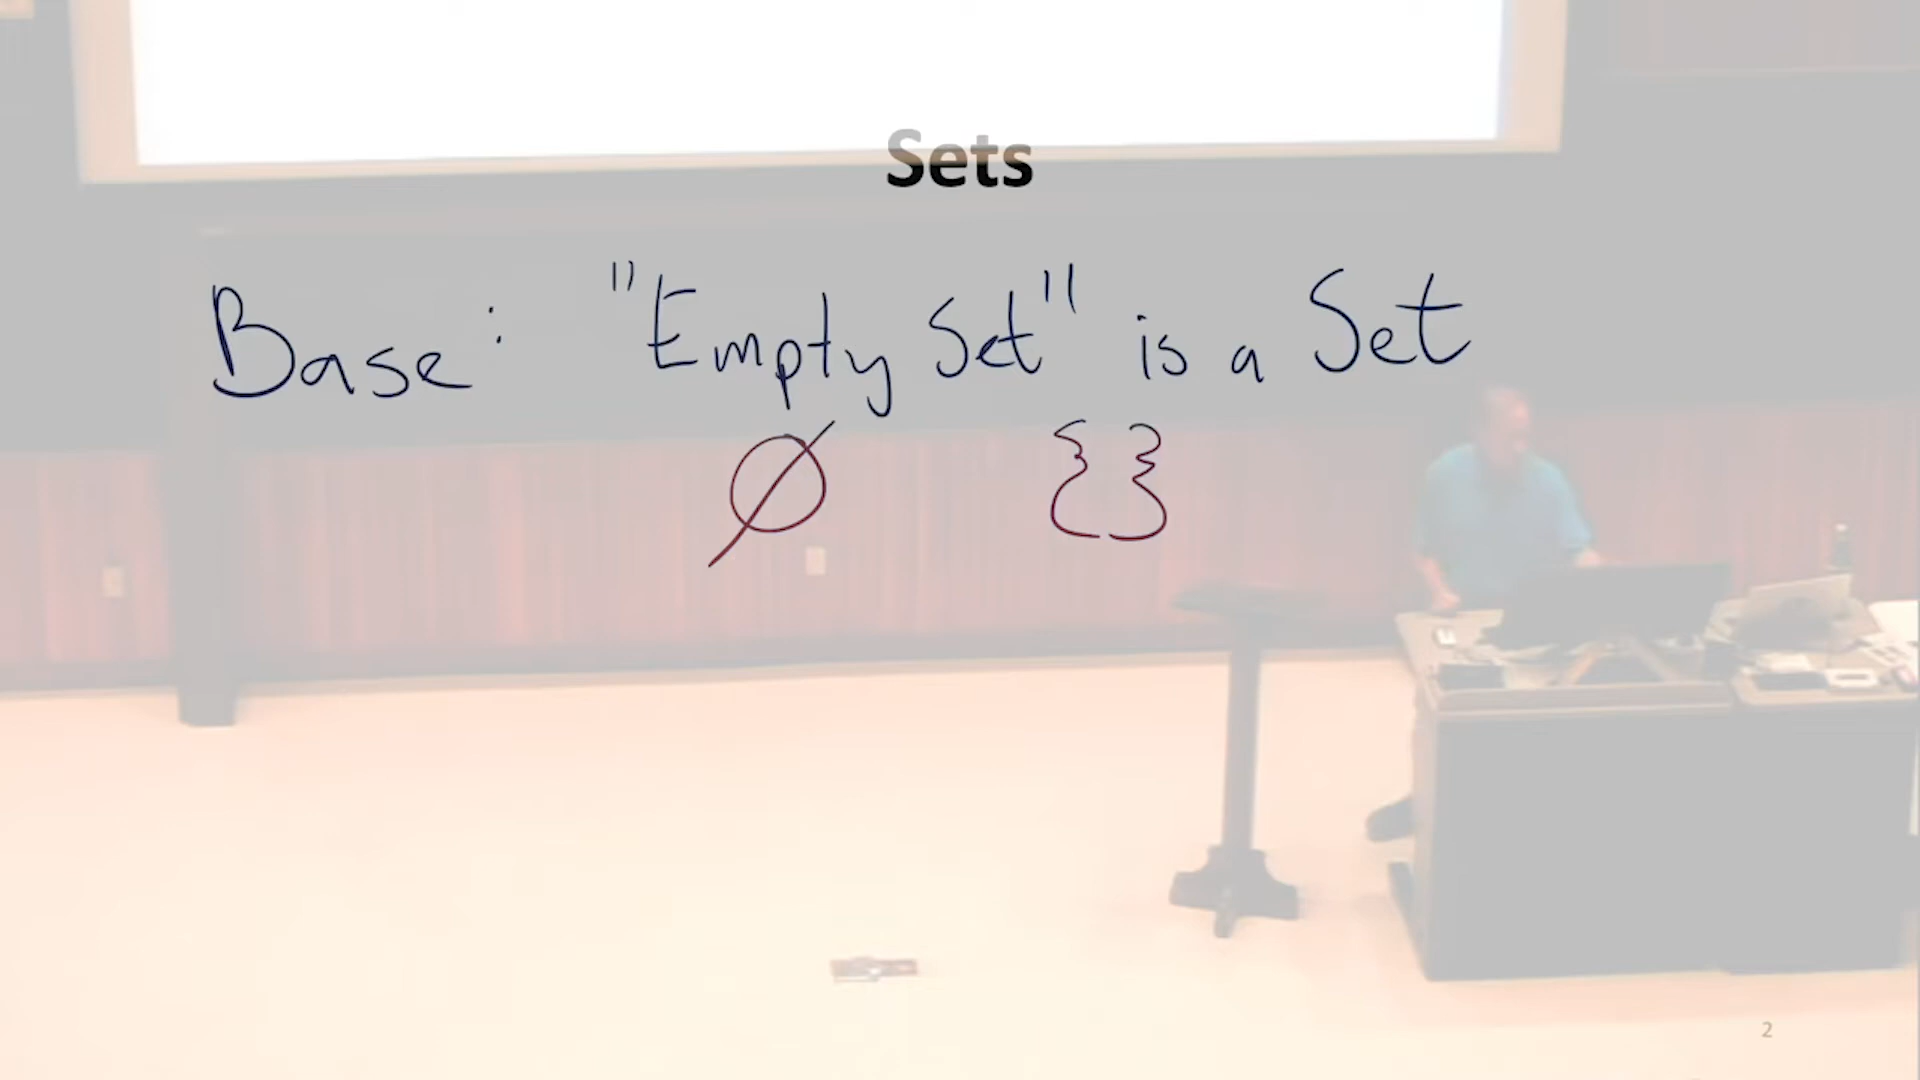 Sets
Base: "Empty Set" is a Set
∅ {}
2